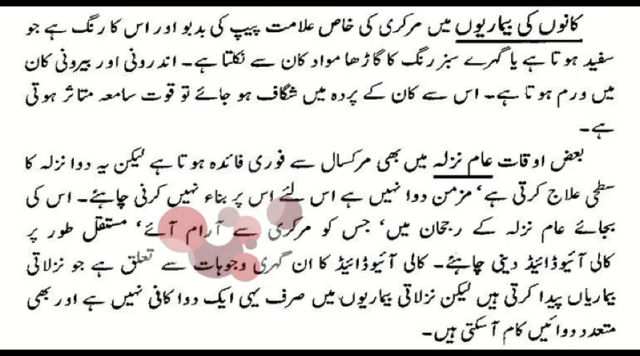 کانوں کی بیماریوں میں مرکری کی خاص علامت پیپ کی بدبو اور اس کا رنگ ہے جو
سفید ہوتا ہے یا گہرے سبز رنگ کا گاڑھا مواد کان سے نکلتا ہے۔ اندرونی اور بیرونی کان
میں ورم ہوتا ہے۔ اس سے کان کے پردہ میں شگاف ہو جائے تو قوت سامعہ متاثر ہوتی
ہے۔
بعض اوقات عام نزلہ میں بھی مرکسال سے فوری فائدہ ہوتا ہے لیکن یہ دوا نزلہ کا
سطحی علاج کرتی ہے‘ مزمن دوا نہیں ہے اس لئے اس پر بناء نہیں کرنی چاہئے۔ اس کی
بجائے عام نزلہ کے رجحان میں‘ جس کو مرکری سے آرام آئے‘ مستقل طور پر
کالی آئیوڈائیڈ دینی چاہئے۔ کالی آئیوڈائیڈ کا ان گہری وجوہات سے تعلق ہے جو نزلاتی
بیماریاں پیدا کرتی ہیں لیکن نزلاتی بیماریوں میں صرف یہی ایک دوا کافی نہیں ہے اور بھی
متعدد دوائیں کام آ سکتی ہیں۔